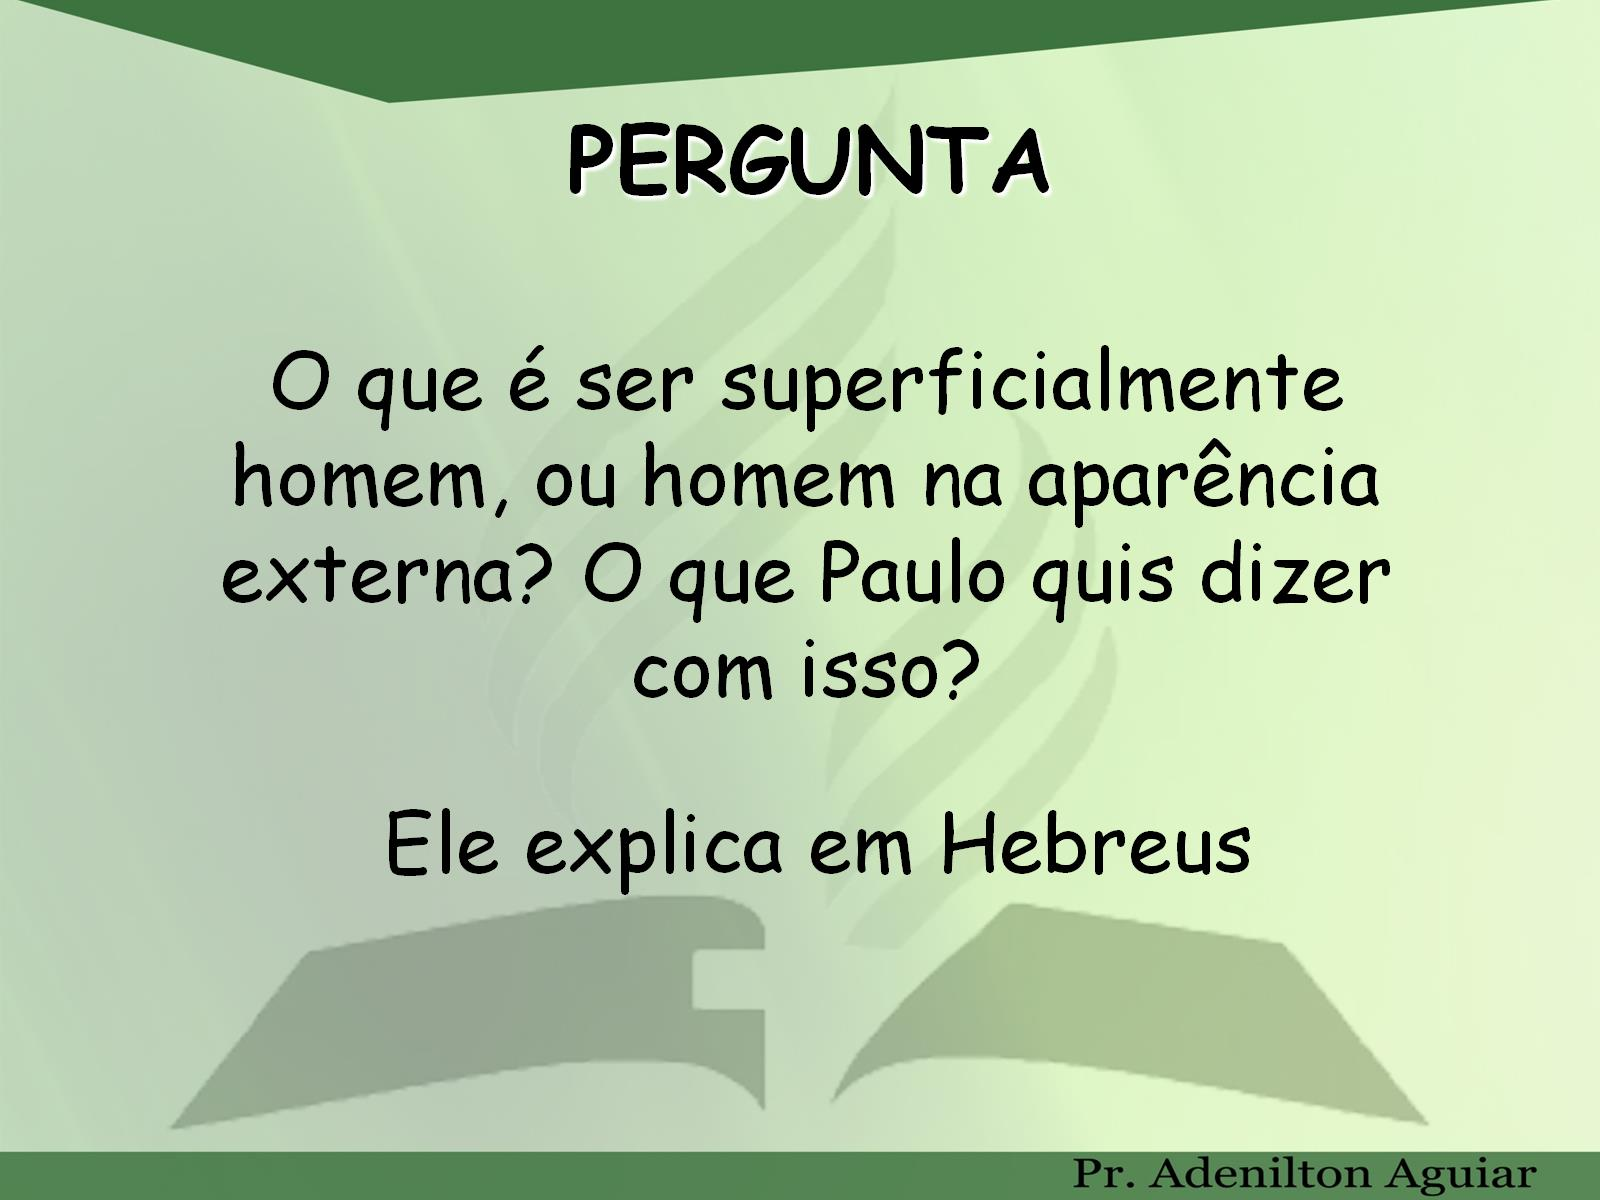 PERGUNTA
O que é ser superficialmente
homem, ou homem na aparência
externa? O que Paulo quis dizer
com isso?
Ele explica em Hebreus
Pr. Adenilton Aguiar